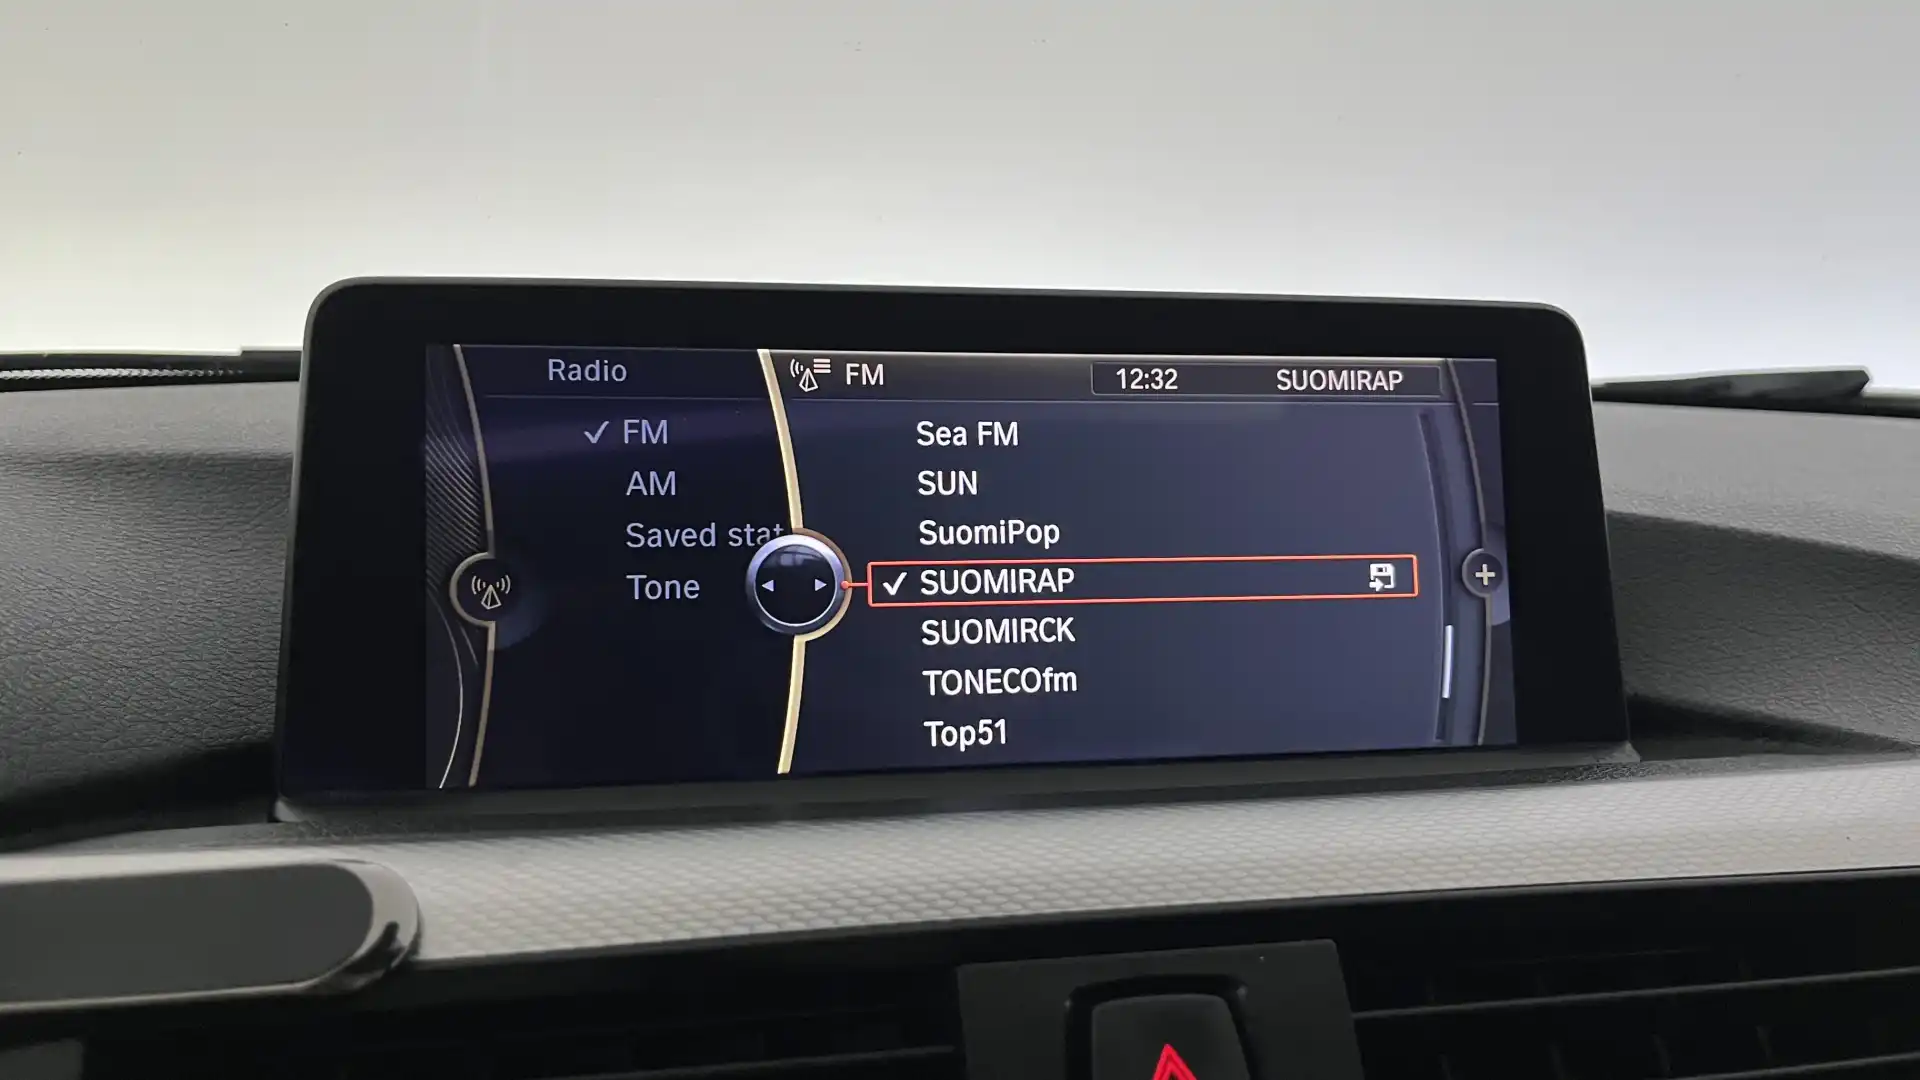 Radio
FM
12:32
SUOMIRAP
✓ FM
AM
Saved stat
Tone
Sea FM
SUN
SuomiPop
✓ SUOMIRAP
SUOMIRCK
TONECOfm
Top51